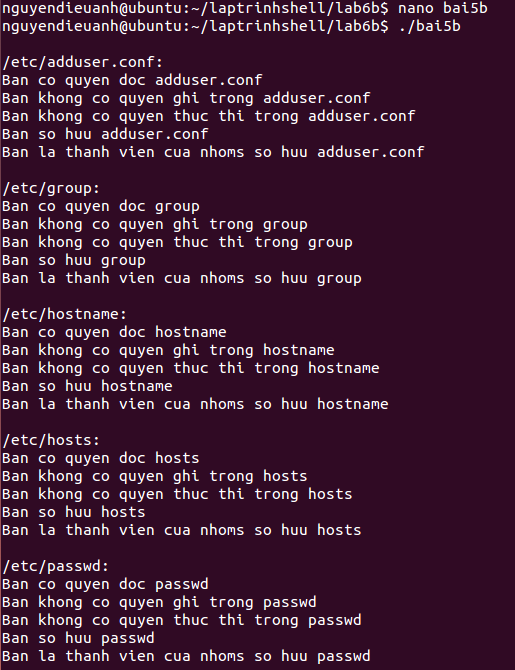 nguyendieuanh@ubuntu:~/laptrinhshell/lab6b$ nano bai5b
nguyendieuanh@ubuntu:~/laptrinhshell/lab6b$ ./bai5b
/etc/adduser.conf:
Ban co quyen doc adduser.conf
Ban khong co quyen ghi trong adduser.conf
Ban khong co quyen thuc thi trong adduser.conf
Ban so huu adduser.conf
Ban la thanh vien cua nhoms so huu adduser.conf
/etc/group:
Ban co quyen doc group
Ban khong co quyen ghi trong group
Ban khong co quyen thuc thi trong group
Ban so huu group
Ban la thanh vien cua nhoms so huu group
/etc/hostname:
Ban co quyen doc hostname
Ban khong co quyen ghi trong hostname
Ban khong co quyen thuc thi trong hostname
Ban so huu hostname
Ban la thanh vien cua nhoms so huu hostname
/etc/hosts:
Ban co quyen doc hosts
Ban khong co quyen ghi trong hosts
Ban khong co quyen thuc thi trong hosts
Ban so huu hosts
Ban la thanh vien cua nhoms so huu hosts
/etc/passwd:
Ban co quyen doc passwd
Ban khong co quyen ghi trong passwd
Ban khong co quyen thuc thi trong passwd
Ban so huu passwd
Ban la thanh vien cua nhoms so huu passwd